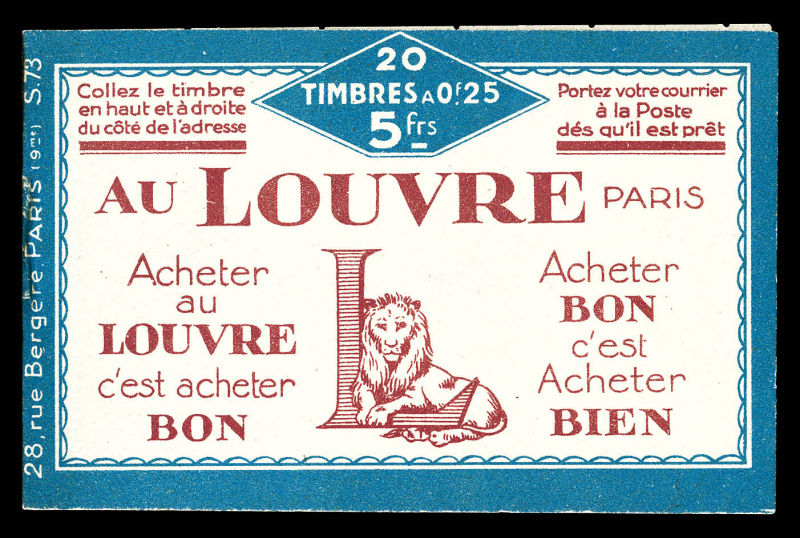 20
TIMBRES A 0f.25
5 frs
Collez le timbre
en haut et à droite
du côté de l'adresse
Portez votre courrier
à la Poste
dés qu'il est prêt
AU LOUVRE PARIS
Acheter
au
LOUVRE
c'est acheter
BON
L
Acheter
BON
c'est
Acheter
BIEN
28, rue Bergère. PARIS (9me) S.73